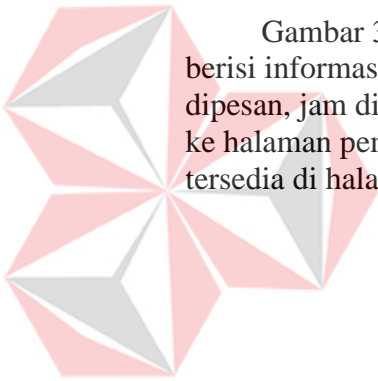 Gambar 3
berisi informas
dipesan, jam di
ke halaman per
tersedia di hala